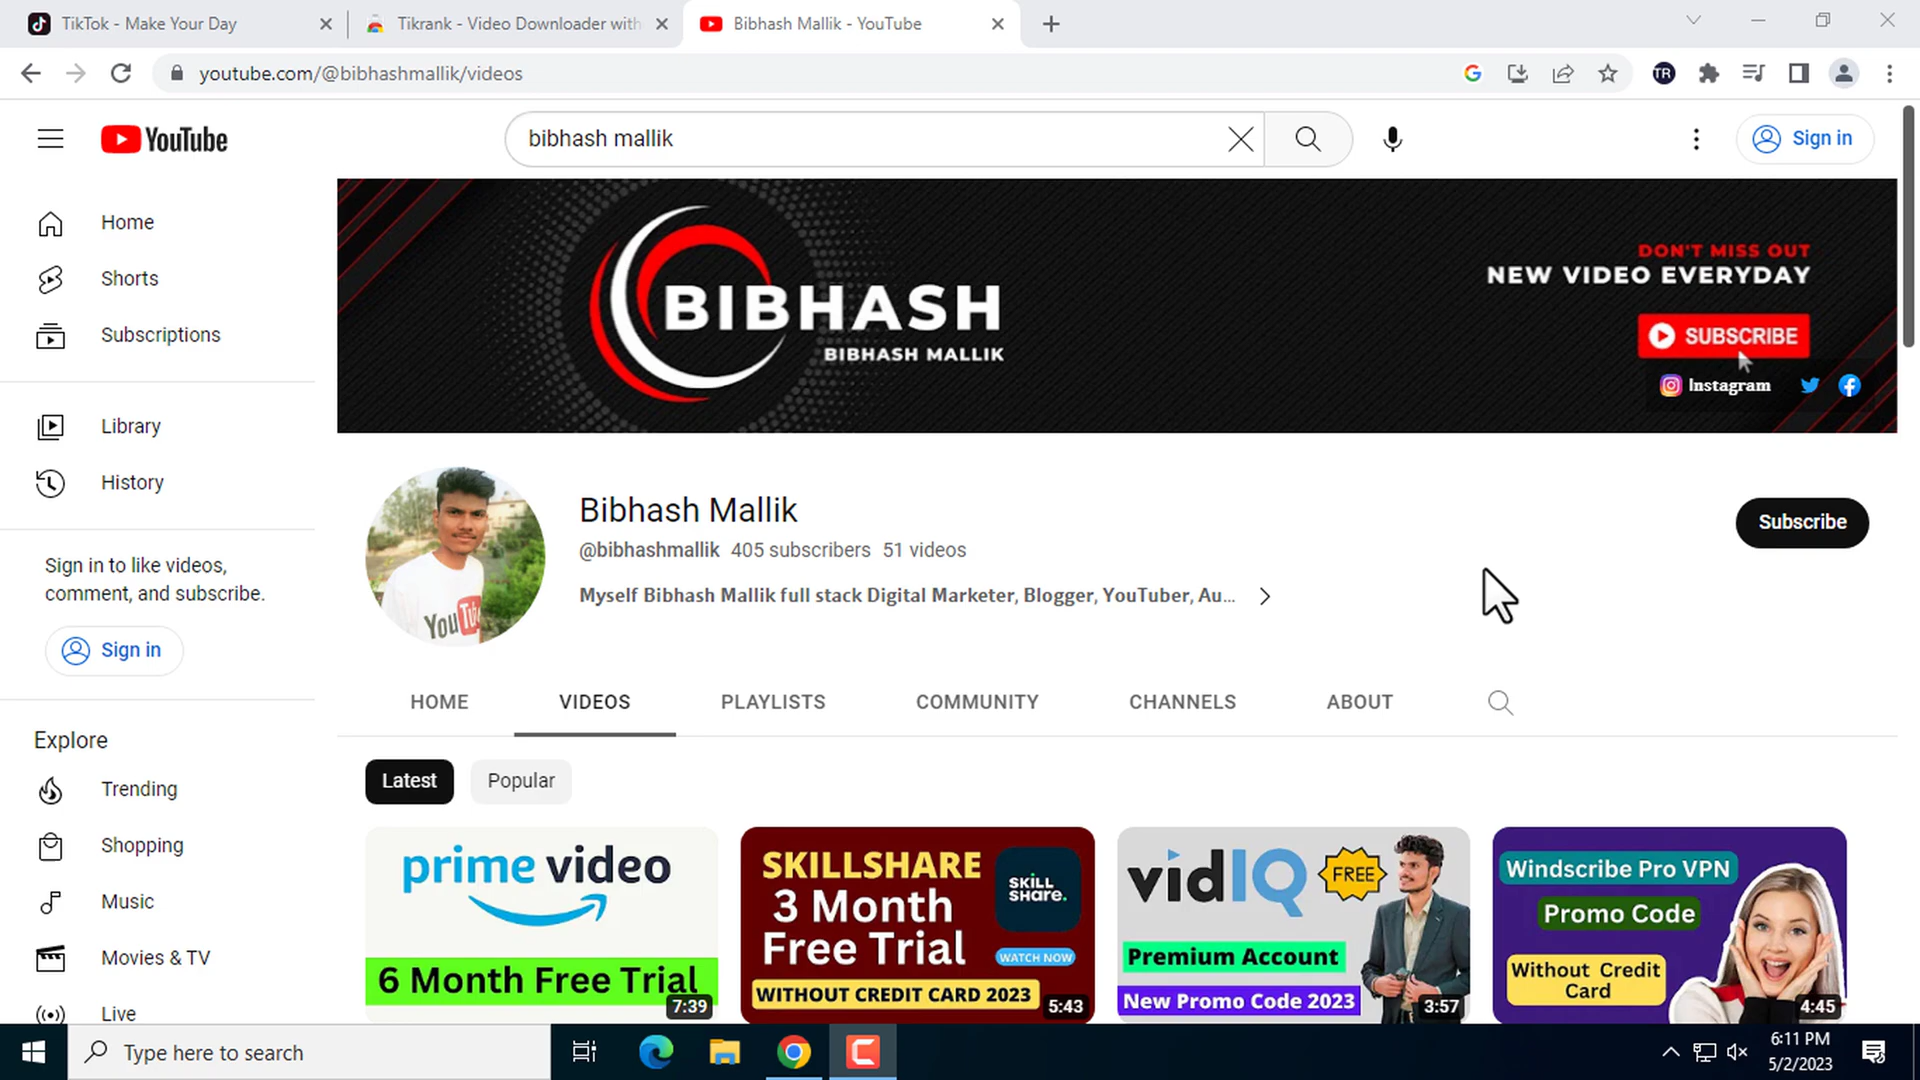 TikTok - Make Your Day
Tikrank - Video Downloader with
Bibhash Mallik - YouTube
youtube.com/@bibhashmallik/videos
G
TR
YouTube
bibhash mallik
Sign in
Home
Shorts
Subscriptions
Library
History
Sign in to like videos,
comment, and subscribe.
Sign in
Explore
Trending
Shopping
Music
Movies & TV
Live
BIBHASH
BIBHASH MALLIK
DON'T MISS OUT
NEW VIDEO EVERYDAY
SUBSCRIBE
Instagram
YouT
Bibhash Mallik
@bibhashmallik 405 subscribers 51 videos
Myself Bibhash Mallik full stack Digital Marketer, Blogger, YouTuber, Au...
Subscribe
HOME
VIDEOS
PLAYLISTS
COMMUNITY
CHANNELS
ABOUT
Latest
Popular
prime video
6 Month Free Trial
7:39
SKILLSHARE
3 Month
Free Trial
SKILL
SHARE.
WATCH NOW
WITHOUT CREDIT CARD 2023
5:43
vidIQ
FREE
Premium Account
New Promo Code 2023
3:57
Windscribe Pro VPN
Promo Code
Without Credit
Card
4:45
Type here to search
6:11 PM
5/2/2023